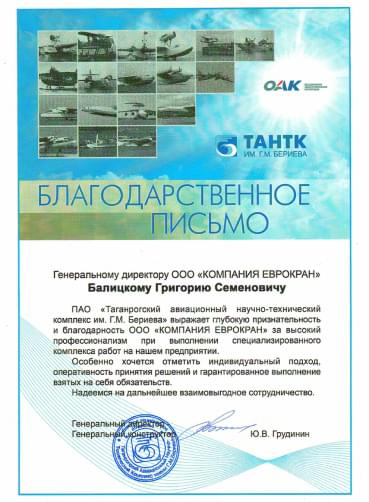 ОАК
ТАНТК
ИМ. Г.М. БЕРИЕВА
БЛАГОДАРСТВЕННОЕ
ПИСЬМО
Генеральному директору ООО «КОМПАНИЯ ЕВРОКРАН»
Балицкому Григорию Семеновичу
ПАО «Таганрогский авиационный научно-технический
комплекс им. Г.М. Бериева» выражает глубокую признательность
и благодарность ООО «КОМПАНИЯ ЕВРОКРАН» за высокий
профессионализм при выполнении специализированного
комплекса работ на нашем предприятии.
Особенно хочется отметить индивидуальный подход,
оперативность принятия решений и гарантированное выполнение
взятых на себя обязательств.
Надеемся на дальнейшее взаимовыгодное сотрудничество.
Генеральный директор
Генеральный конструктор
Ю.В. Грудинин